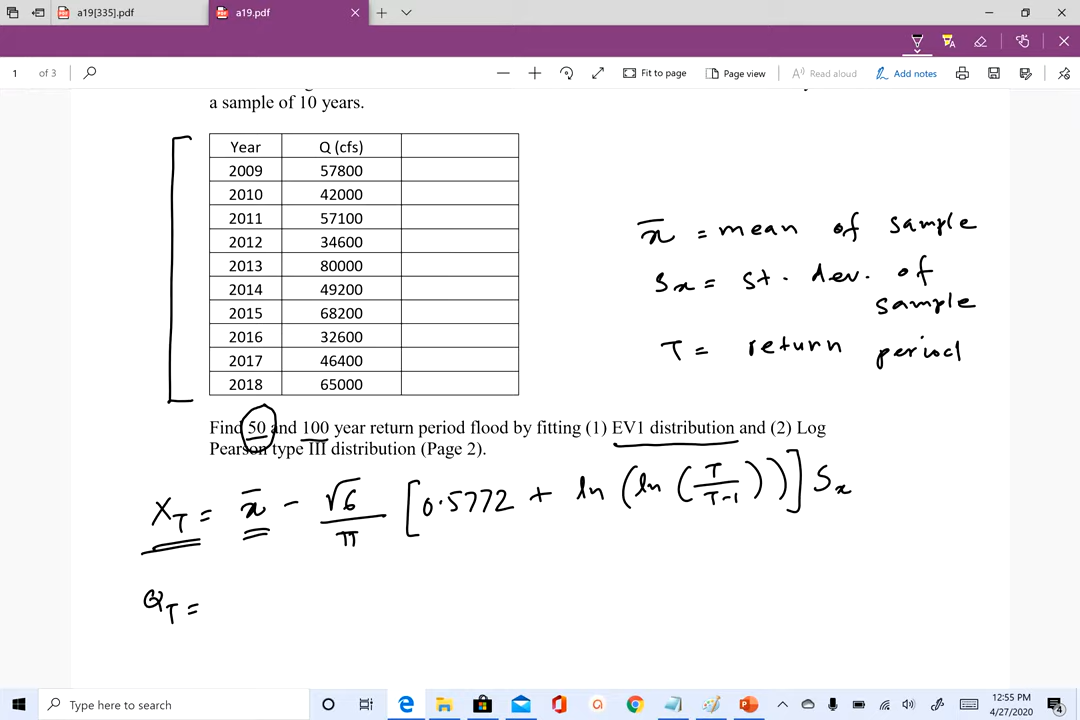 a19[335].pdf
a19.pdf
1 of 3
Fit to page
Page view
Read aloud
Add notes
a sample of 10 years.
Year Q (cfs)
2009 57800
2010 42000
2011 57100
2012 34600
2013 80000
2014 49200
2015 68200
2016 32600
2017 46400
2018 65000
x̄ = mean of sample
Sx = st. dev. of
sample
T = return period
Find 50 and 100 year return period flood by fitting (1) EV1 distribution and (2) Log
Pearson type III distribution (Page 2).
X_T = x̄ - √6/π [0.5772 + ln (ln (T/T-1))] Sx
Q_T =
Type here to search
12:55 PM
4/27/2020
4